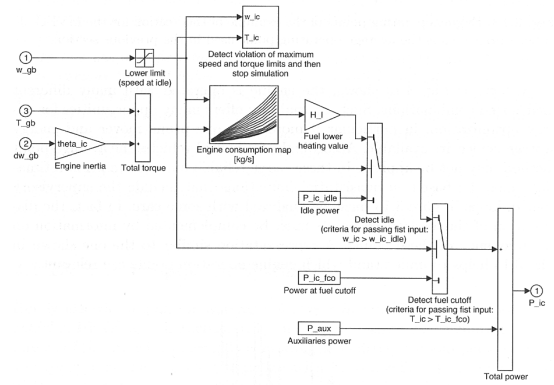 w_ic
T_ic
Detect violation of maximum
speed and torque limits and then
stop simulation
1
w_gb
Lower limit
(speed at idle)
3
T_gb
2
dw_gb
theta_ic
Engine inertia
+
+
Total torque
Engine consumption map
[kg/s]
H_l
Fuel lower
heating value
P_ic_idle
Idle power
Detect idle
(criteria for passing fist input:
w_ic > w_ic_idle)
P_ic_fco
Power at fuel cutoff
Detect fuel cutoff
(criteria for passing fist input:
T_ic > T_ic_fco)
P_aux
Auxiliaries power
+
+
Total power
1
P_ic